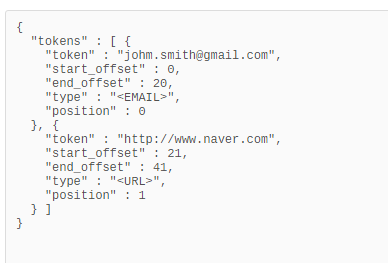 {
  "tokens" : [ {
    "token" : "johm.smith@gmail.com",
    "start_offset" : 0,
    "end_offset" : 20,
    "type" : "<EMAIL>",
    "position" : 0
  }, {
    "token" : "http://www.naver.com",
    "start_offset" : 21,
    "end_offset" : 41,
    "type" : "<URL>",
    "position" : 1
  } ]
}